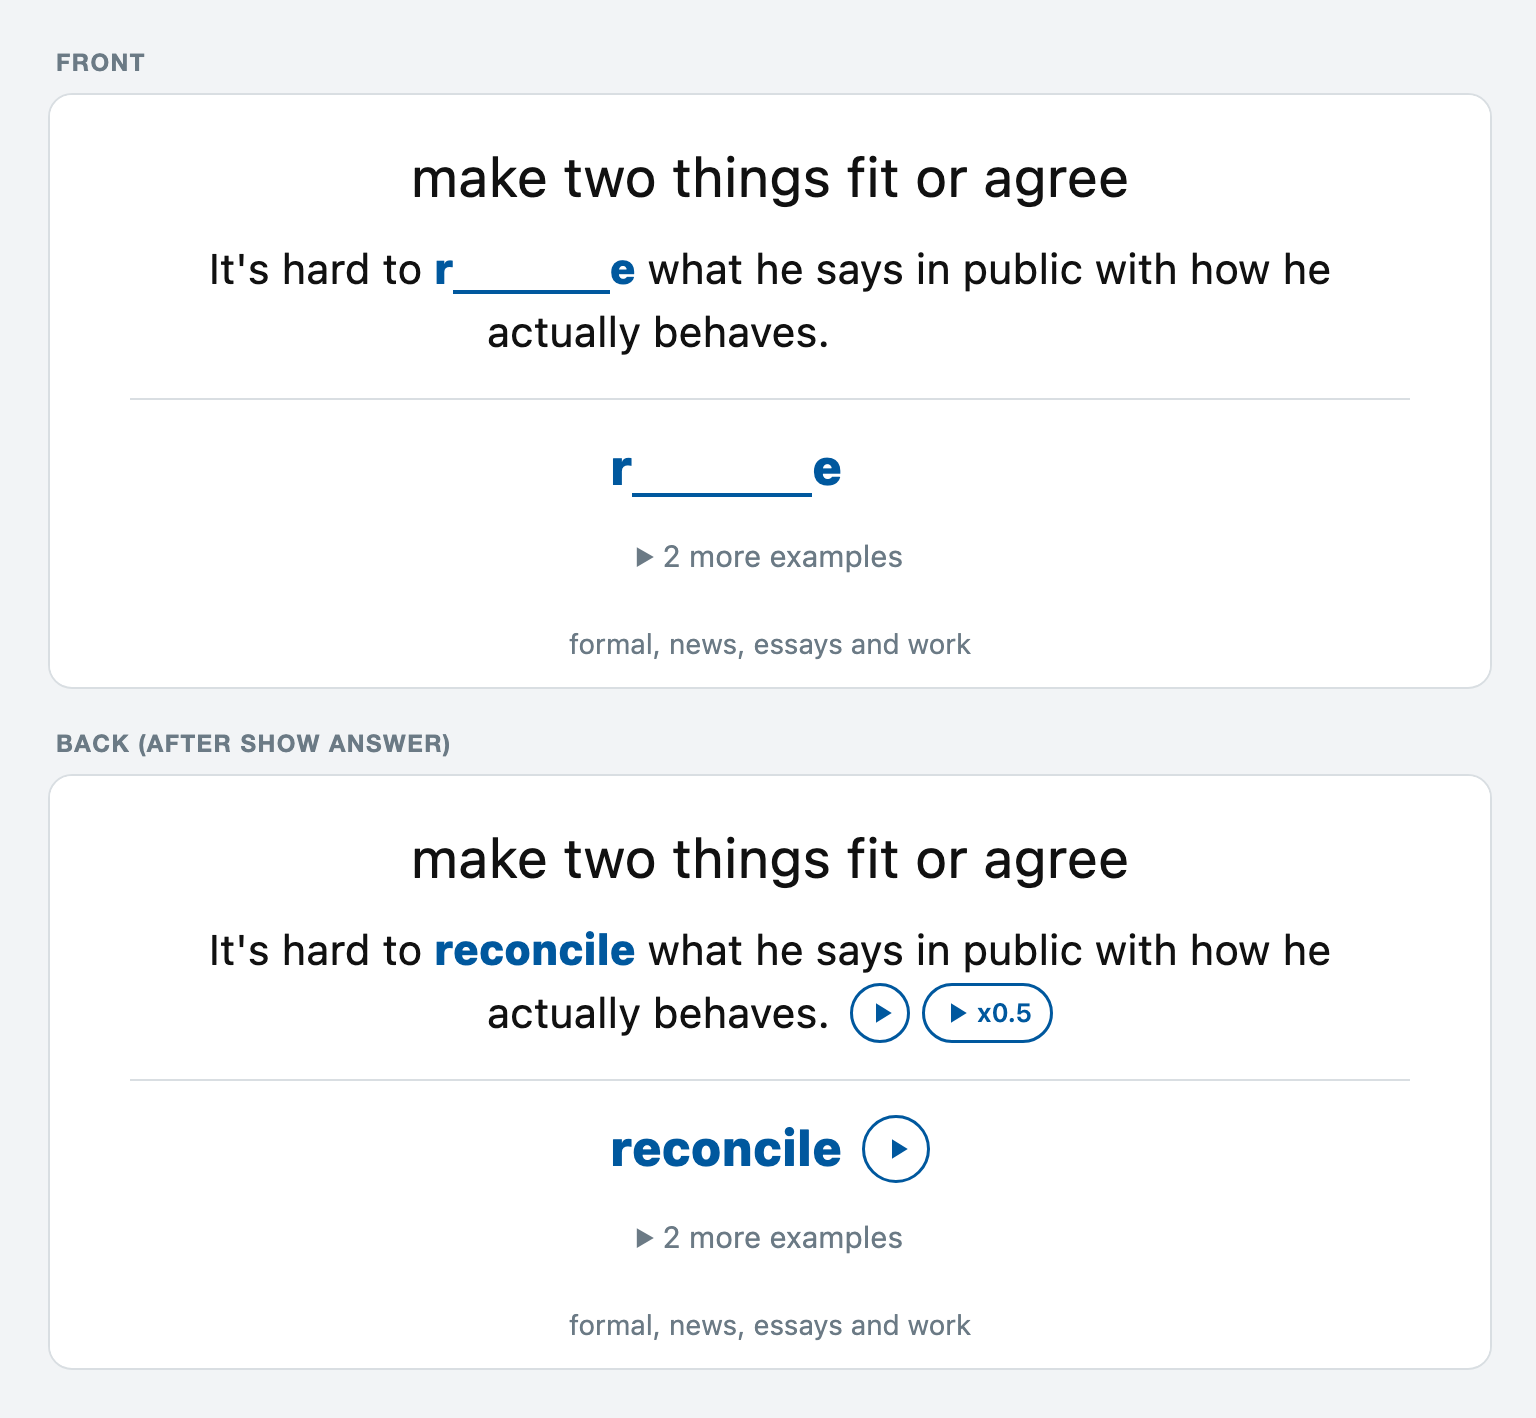 FRONT
make two things fit or agree
It's hard to r______e what he says in public with how he
actually behaves.
r______e
▶ 2 more examples
formal, news, essays and work
BACK (AFTER SHOW ANSWER)
make two things fit or agree
It's hard to reconcile what he says in public with how he
actually behaves. ▶ ▶ x0.5
reconcile ▶
▶ 2 more examples
formal, news, essays and work